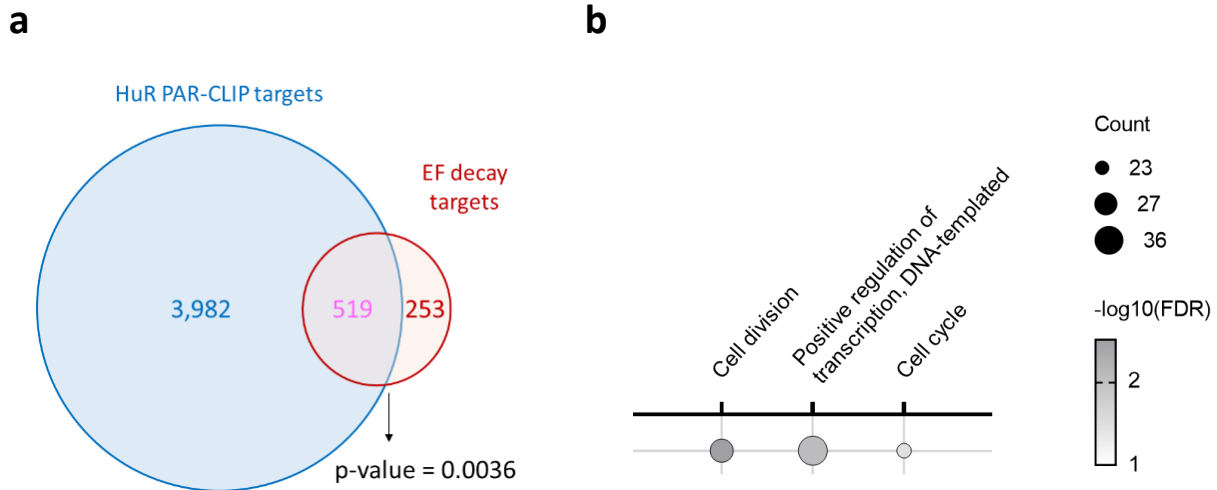 a
HuR PAR-CLIP targets
EF decay
targets
3,982
519
253
p-value = 0.0036
b
Cell division
Positive regulation of
transcription, DNA-templated
Cell cycle
Count
23
27
36
-log10(FDR)
2
1